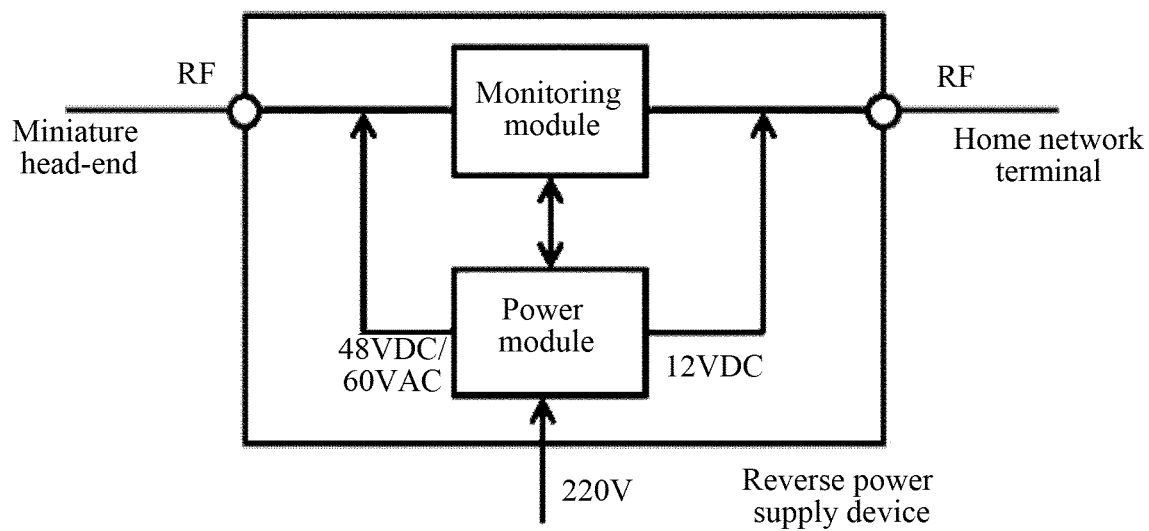 RF
Miniature
head-end
Monitoring
module
RF
Home network
terminal
Power
module
48VDC/
60VAC
12VDC
220V
Reverse power
supply device